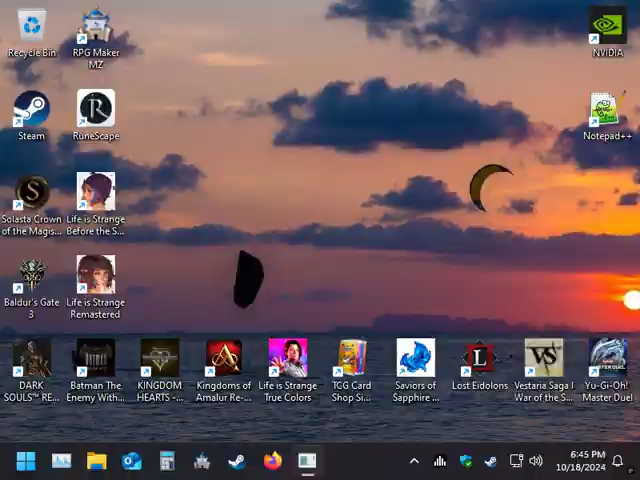 Recycle Bin
RPG Maker
MZ
NVIDIA
Steam
RuneScape
Notepad++
Solasta Crown
of the Magis...
Life is Strange
Before the S...
Baldur's Gate
3
Life is Strange
Remastered
DARK
SOULS™ RE...
Batman The
Enemy With...
KINGDOM
HEARTS -...
Kingdoms of
Amalur Re-...
Life is Strange
True Colors
TCG Card
Shop Si...
Saviors of
Sapphire ...
Lost Eidolons
Vestaria Saga I
War of the S...
Yu-Gi-Oh!
Master Duel
6:45 PM
10/18/2024